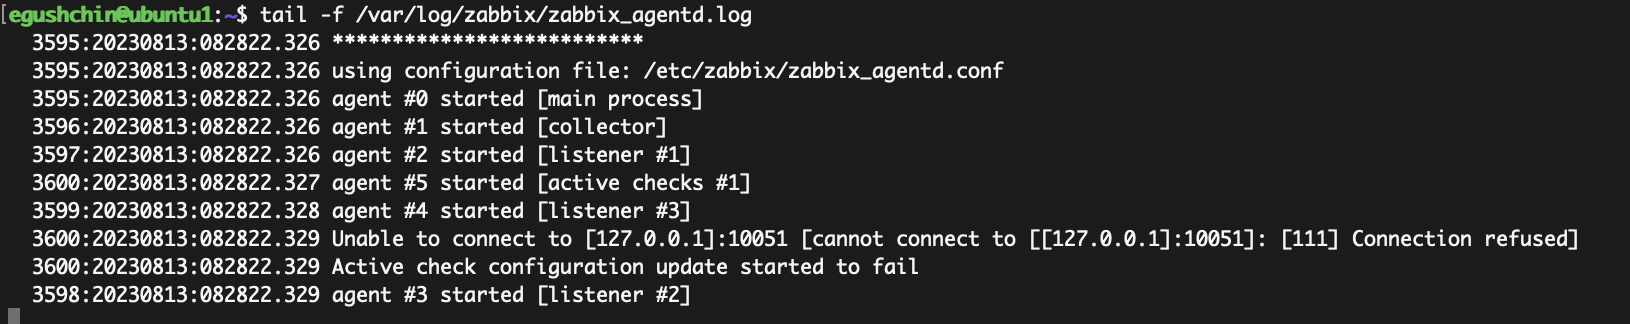 [egushchin@ubuntu1:~$ tail -f /var/log/zabbix/zabbix_agentd.log
3595:20230813:082822.326 **************************
3595:20230813:082822.326 using configuration file: /etc/zabbix/zabbix_agentd.conf
3595:20230813:082822.326 agent #0 started [main process]
3596:20230813:082822.326 agent #1 started [collector]
3597:20230813:082822.326 agent #2 started [listener #1]
3600:20230813:082822.327 agent #5 started [active checks #1]
3599:20230813:082822.328 agent #4 started [listener #3]
3600:20230813:082822.329 Unable to connect to [127.0.0.1]:10051 [cannot connect to [[127.0.0.1]:10051]: [111] Connection refused]
3600:20230813:082822.329 Active check configuration update started to fail
3598:20230813:082822.329 agent #3 started [listener #2]